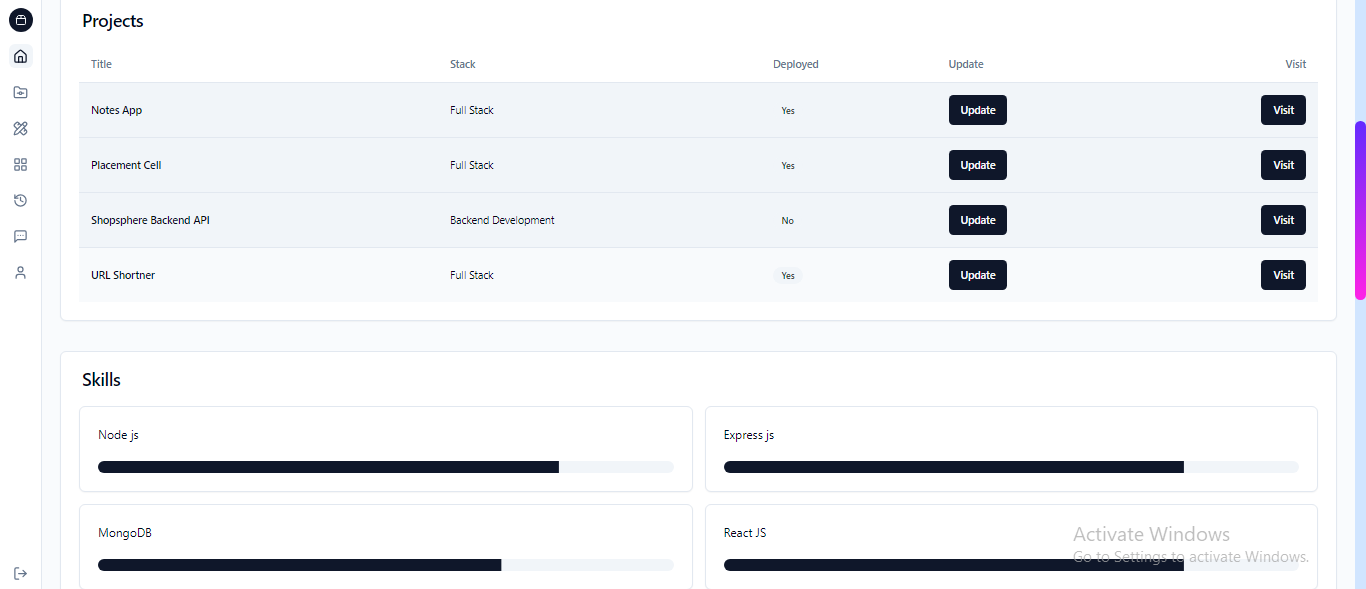 Projects
Title Stack Deployed Update Visit
Notes App Full Stack Yes Update Visit
Placement Cell Full Stack Yes Update Visit
Shopsphere Backend API Backend Development No Update Visit
URL Shortner Full Stack Yes Update Visit
Skills
Node js Express js
MongoDB React JS
Activate Windows
Go to Settings to activate Windows.